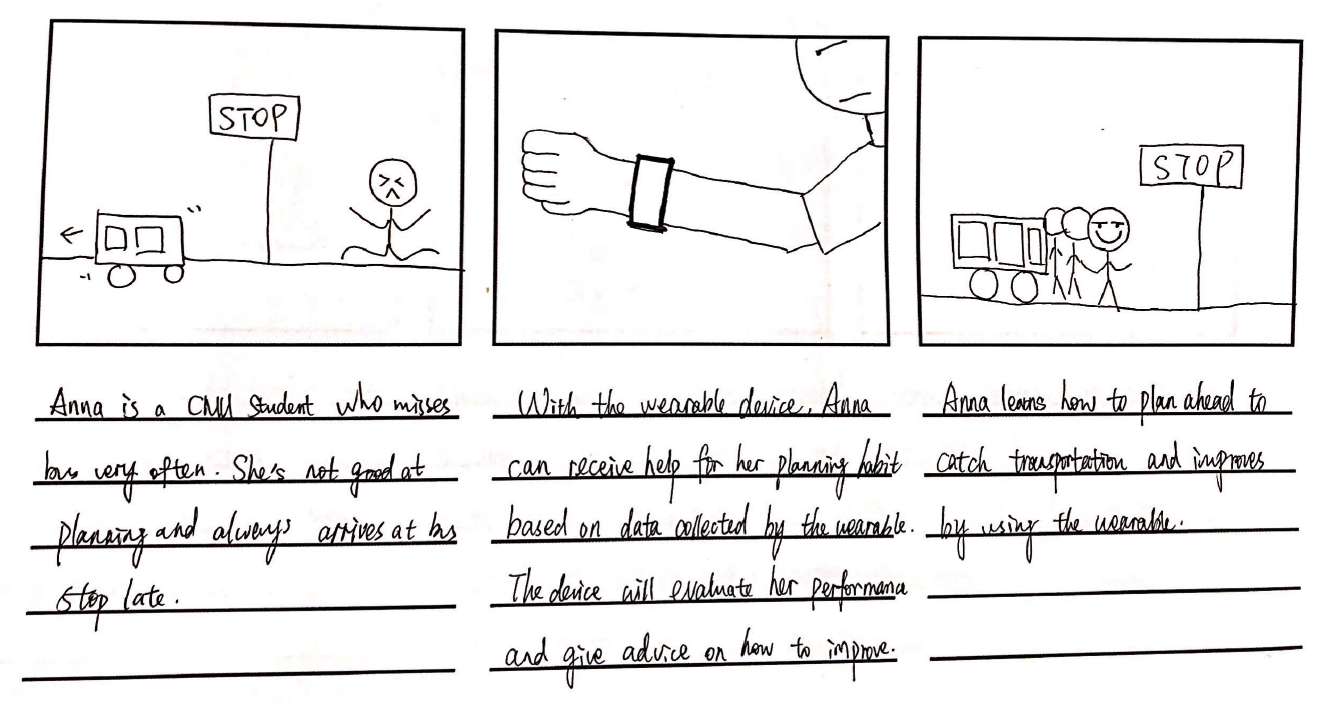 STOP
STOP
Anna is a CMU student who misses
bus very often. She's not good at
planning and always arrives at bus
stop late.
With the wearable device, Anna
can receive help for her planning habit
based on data collected by the wearable.
The device will evaluate her performance
and give advice on how to improve.
Anna learns how to plan ahead to
catch transportation and improves
by using the wearable.